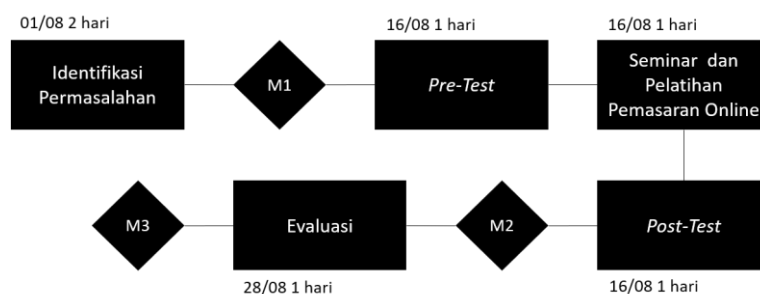 01/08 2 hari
Identifikasi
Permasalahan
M1
16/08 1 hari
Pre-Test
16/08 1 hari
Seminar dan
Pelatihan
Pemasaran Online
M3
Evaluasi
28/08 1 hari
M2
Post-Test
16/08 1 hari